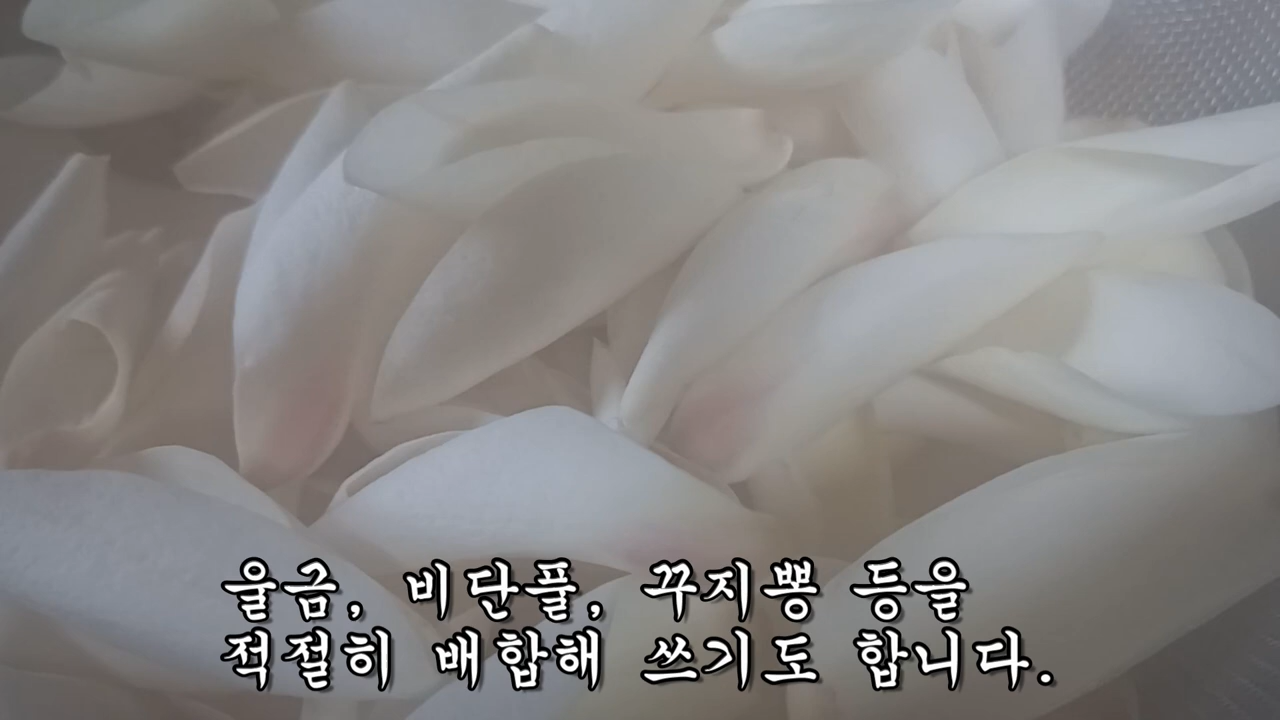 울금, 비단풀, 꾸지뽕 등을
적절히 배합해 쓰기도 합니다.